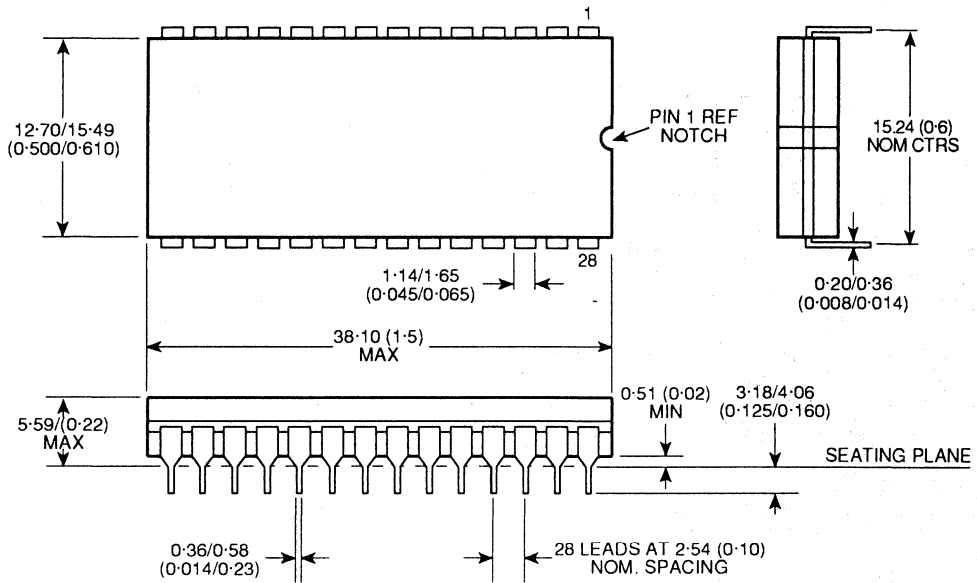 1
12·70/15·49
(0·500/0·610)
PIN 1 REF
NOTCH
15.24 (0·6)
NOM CTRS
28
1·14/1·65
(0·045/0·065)
0·20/0·36
(0·008/0·014)
38·10 (1·5)
MAX
5·59/(0·22)
MAX
0·51 (0·02)
MIN
3·18/4·06
(0·125/0·160)
SEATING PLANE
0·36/0·58
(0·014/0·23)
28 LEADS AT 2·54 (0·10)
NOM. SPACING